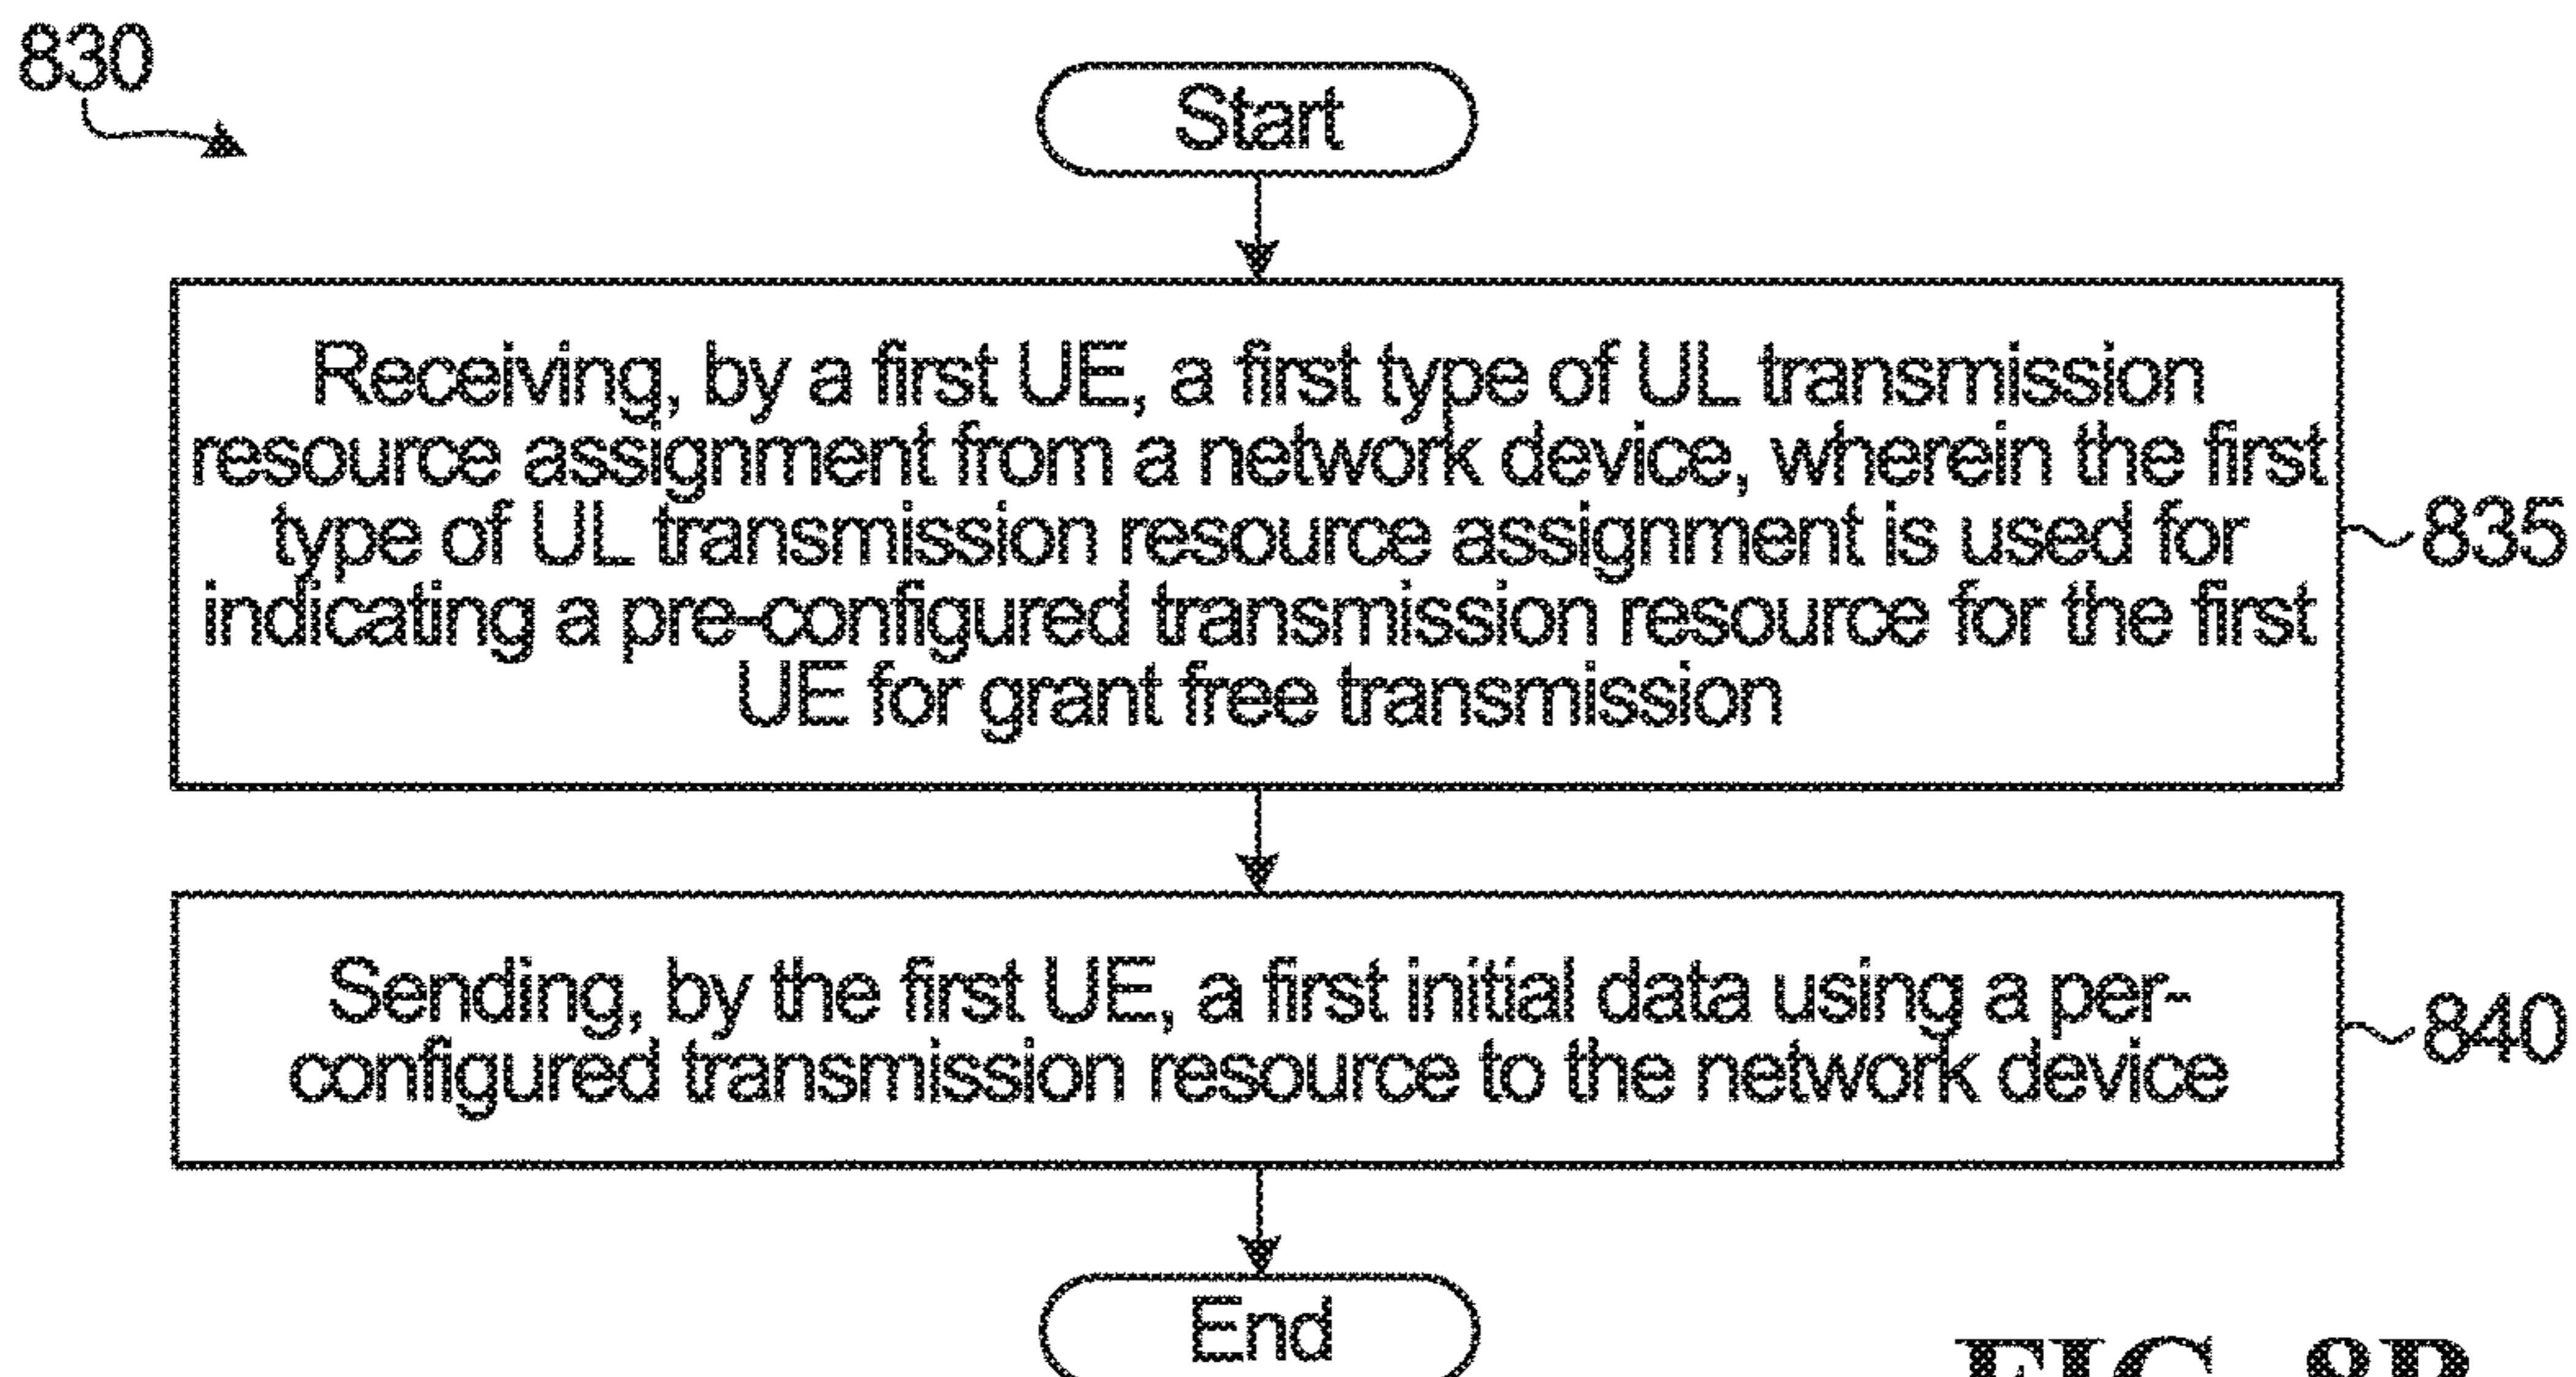 830
Start
Receiving, by a first UE, a first type of UL transmission
resource assignment from a network device, wherein the first
type of UL transmission resource assignment is used for
indicating a pre-configured transmission resource for the first
UE for grant free transmission
835
Sending, by the first UE, a first initial data using a per-
configured transmission resource to the network device
840
End